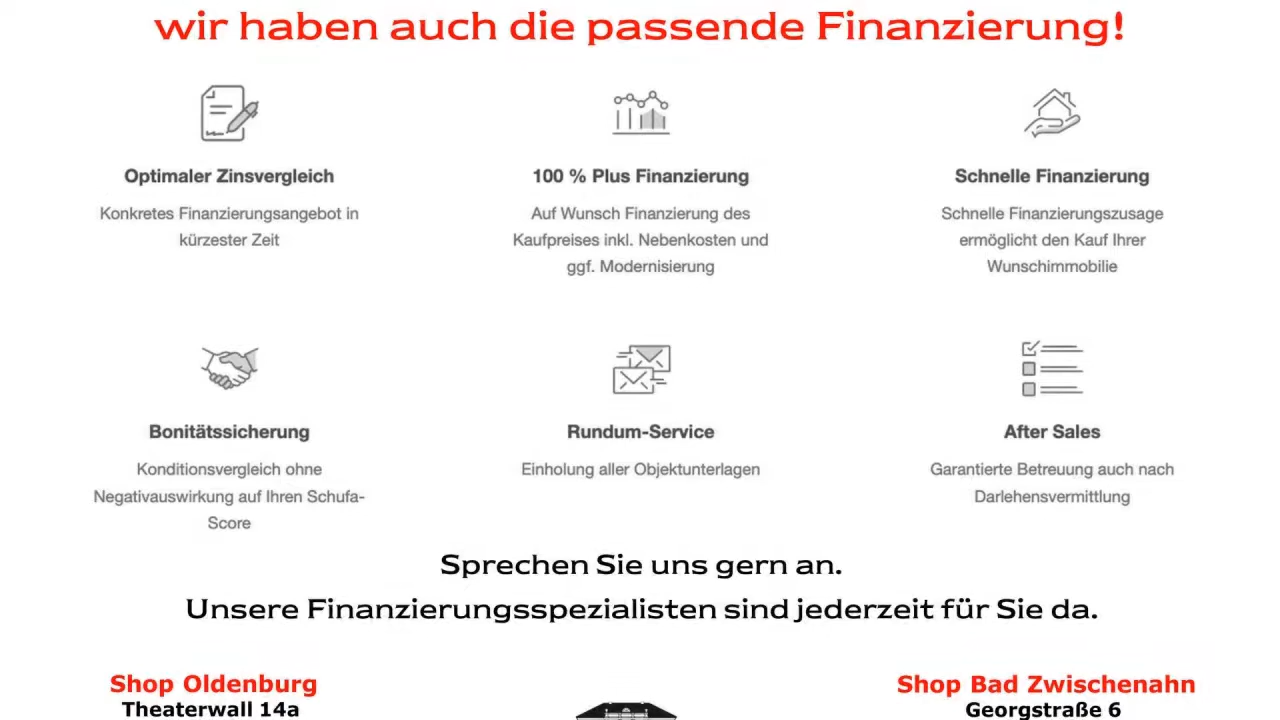 wir haben auch die passende Finanzierung!
Optimaler Zinsvergleich
Konkretes Finanzierungsangebot in
kürzester Zeit
100 % Plus Finanzierung
Auf Wunsch Finanzierung des
Kaufpreises inkl. Nebenkosten und
ggf. Modernisierung
Schnelle Finanzierung
Schnelle Finanzierungszusage
ermöglicht den Kauf Ihrer
Wunschimmobilie
Bonitätssicherung
Konditionsvergleich ohne
Negativauswirkung auf Ihren Schufa-
Score
Rundum-Service
Einholung aller Objektunterlagen
After Sales
Garantierte Betreuung auch nach
Darlehensvermittlung
Sprechen Sie uns gern an.
Unsere Finanzierungsspezialisten sind jederzeit für Sie da.
Shop Oldenburg
Theaterwall 14a
Shop Bad Zwischenahn
Georgstraße 6